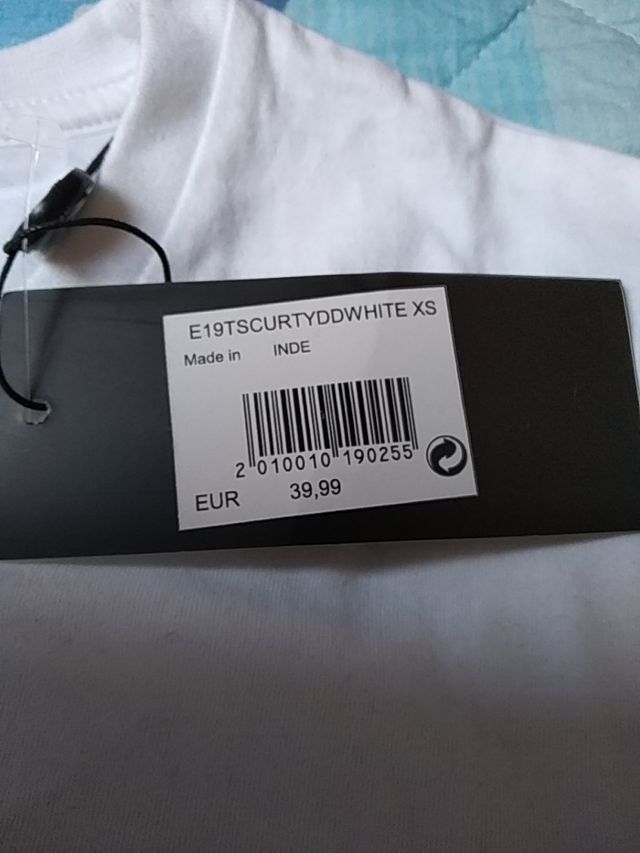 E19TSCURTYDDWHITE XS
Made in INDE
2 010010 190255
EUR 39,99